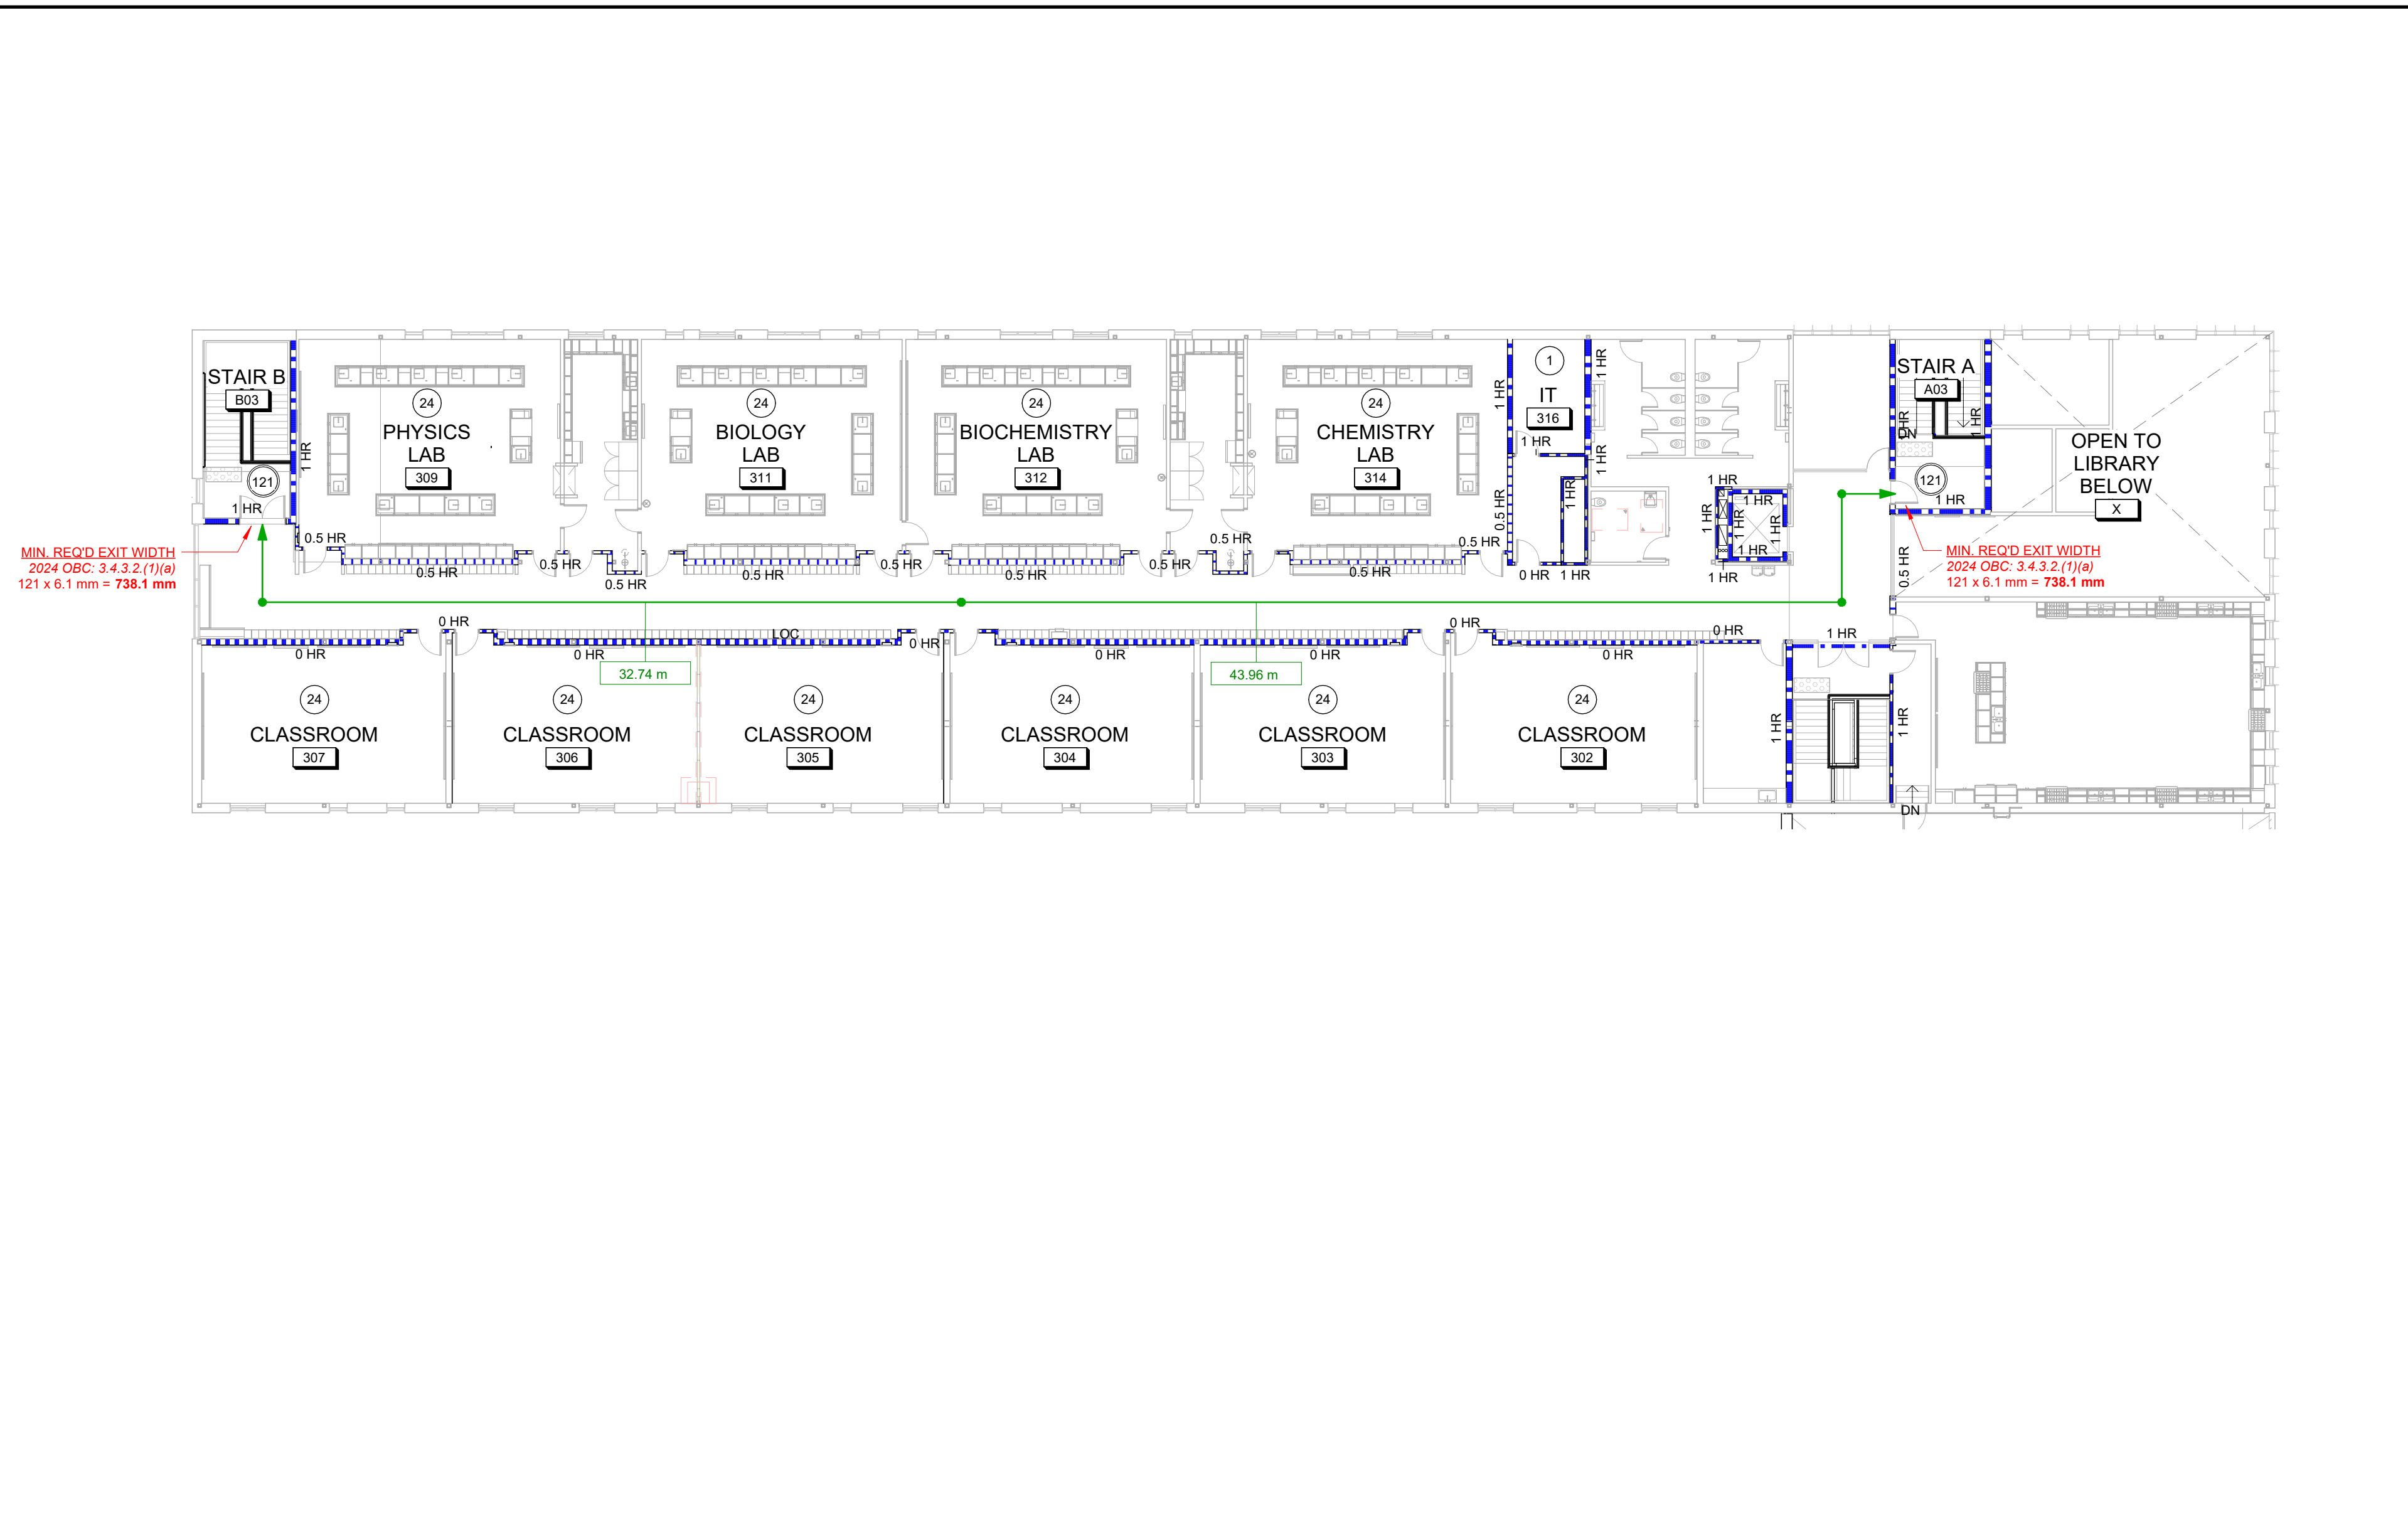 STAIR B
B03
121
1 HR
1 HR
MIN. REQ'D EXIT WIDTH
2024 OBC: 3.4.3.2.(1)(a)
121 x 6.1 mm = 738.1 mm
24
PHYSICS
LAB
309
0.5 HR
0.5 HR
0.5 HR
0.5 HR
24
BIOLOGY
LAB
311
0.5 HR
0.5 HR
24
BIOCHEMISTRY
LAB
312
0.5 HR
0.5 HR
0.5 HR
24
CHEMISTRY
LAB
314
0.5 HR
0.5 HR
1 HR
0.5 HR
1
IT
316
1 HR
1 HR
1 HR
1 HR
0 HR
1 HR
1 HR
1 HR
1 HR
1 HR
1 HR
1 HR
1 HR
STAIR A
A03
1 HR
DN
1 HR
121
1 HR
OPEN TO
LIBRARY
BELOW
X
0.5 HR
MIN. REQ'D EXIT WIDTH
2024 OBC: 3.4.3.2.(1)(a)
121 x 6.1 mm = 738.1 mm
0 HR
0 HR
0 HR
LOC
0 HR
0 HR
0 HR
0 HR
0 HR
0 HR
1 HR
32.74 m
43.96 m
24
CLASSROOM
307
24
CLASSROOM
306
24
CLASSROOM
305
24
CLASSROOM
304
24
CLASSROOM
303
24
CLASSROOM
302
1 HR
1 HR
DN